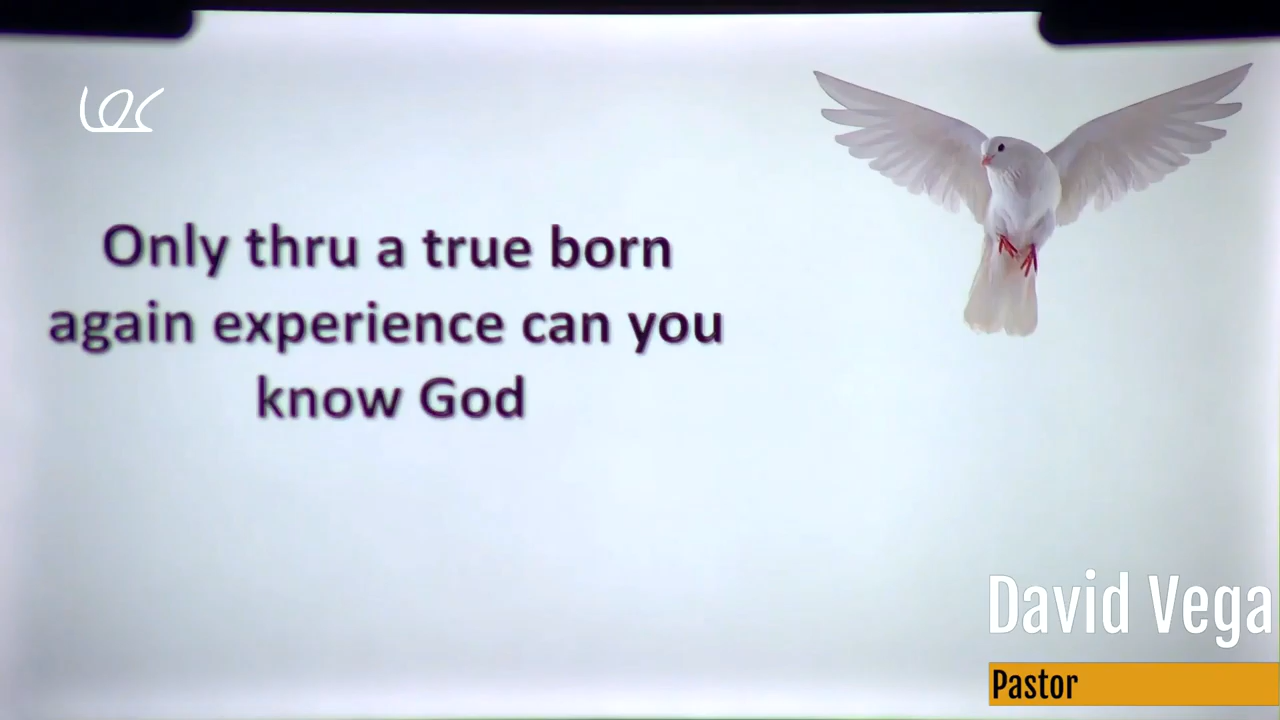 Only thru a true born
again experience can you
know God
David Vega
Pastor